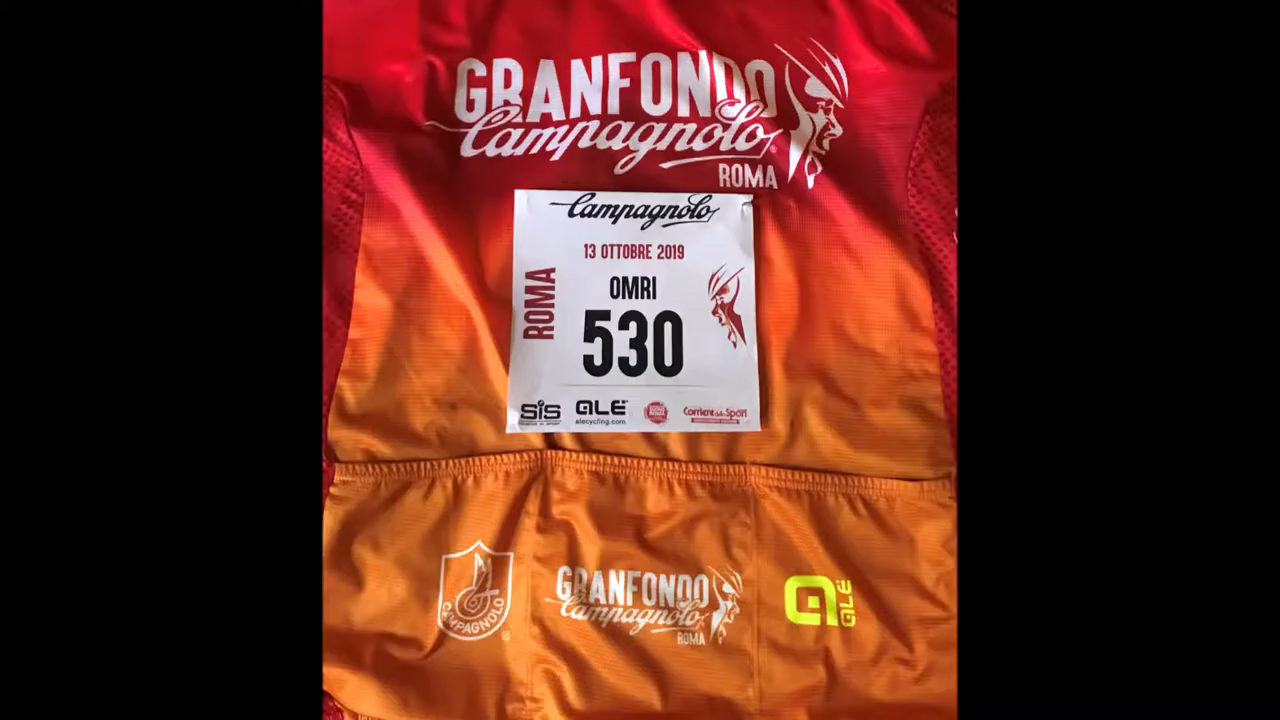 GRANFONDO
Campagnolo
ROMA
Campagnolo
13 OTTOBRE 2019
ROMA
OMRI
530
SiS
ALÉ
alecycling.com
Corriere dello Sport
CAMPAGNOLO
GRANFONDO
Campagnolo
ROMA
ALÉ